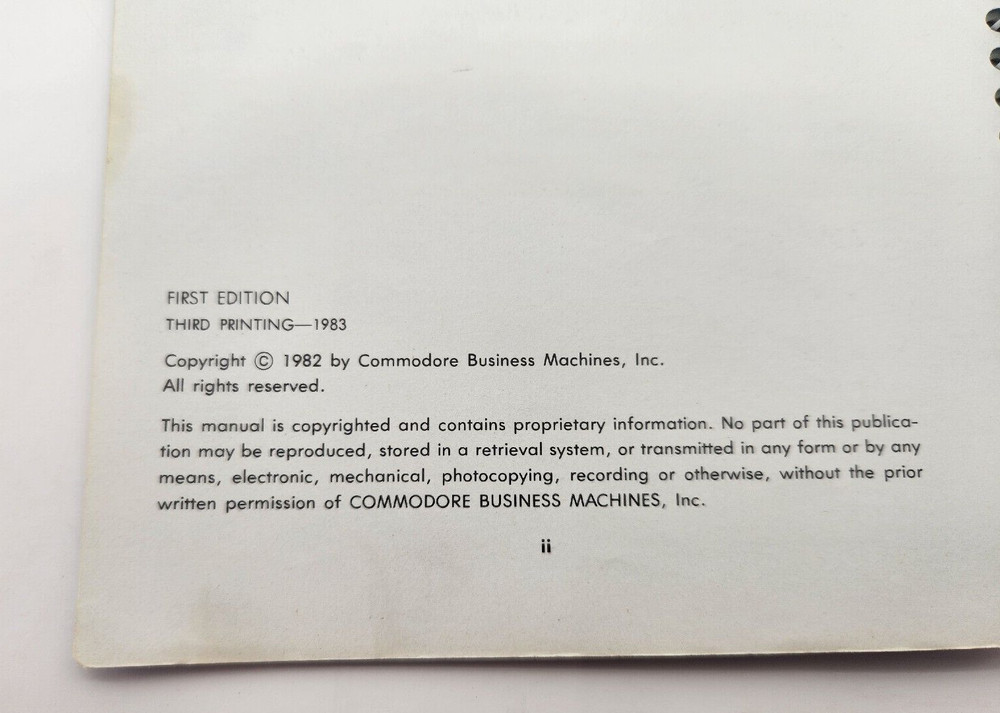 FIRST EDITION
THIRD PRINTING—1983
Copyright © 1982 by Commodore Business Machines, Inc.
All rights reserved.
This manual is copyrighted and contains proprietary information. No part of this publica-
tion may be reproduced, stored in a retrieval system, or transmitted in any form or by any
means, electronic, mechanical, photocopying, recording or otherwise, without the prior
written permission of COMMODORE BUSINESS MACHINES, Inc.
ii